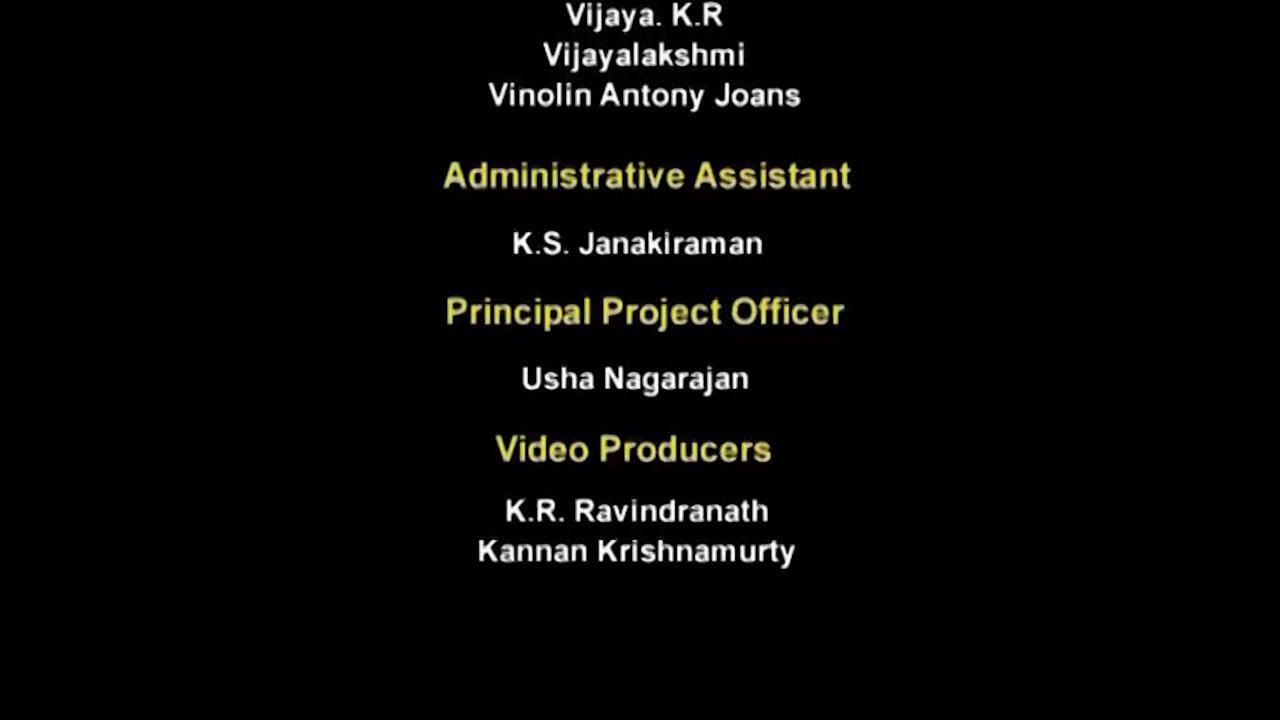 Vijaya. K.R
Vijayalakshmi
Vinolin Antony Joans
Administrative Assistant
K.S. Janakiraman
Principal Project Officer
Usha Nagarajan
Video Producers
K.R. Ravindranath
Kannan Krishnamurty